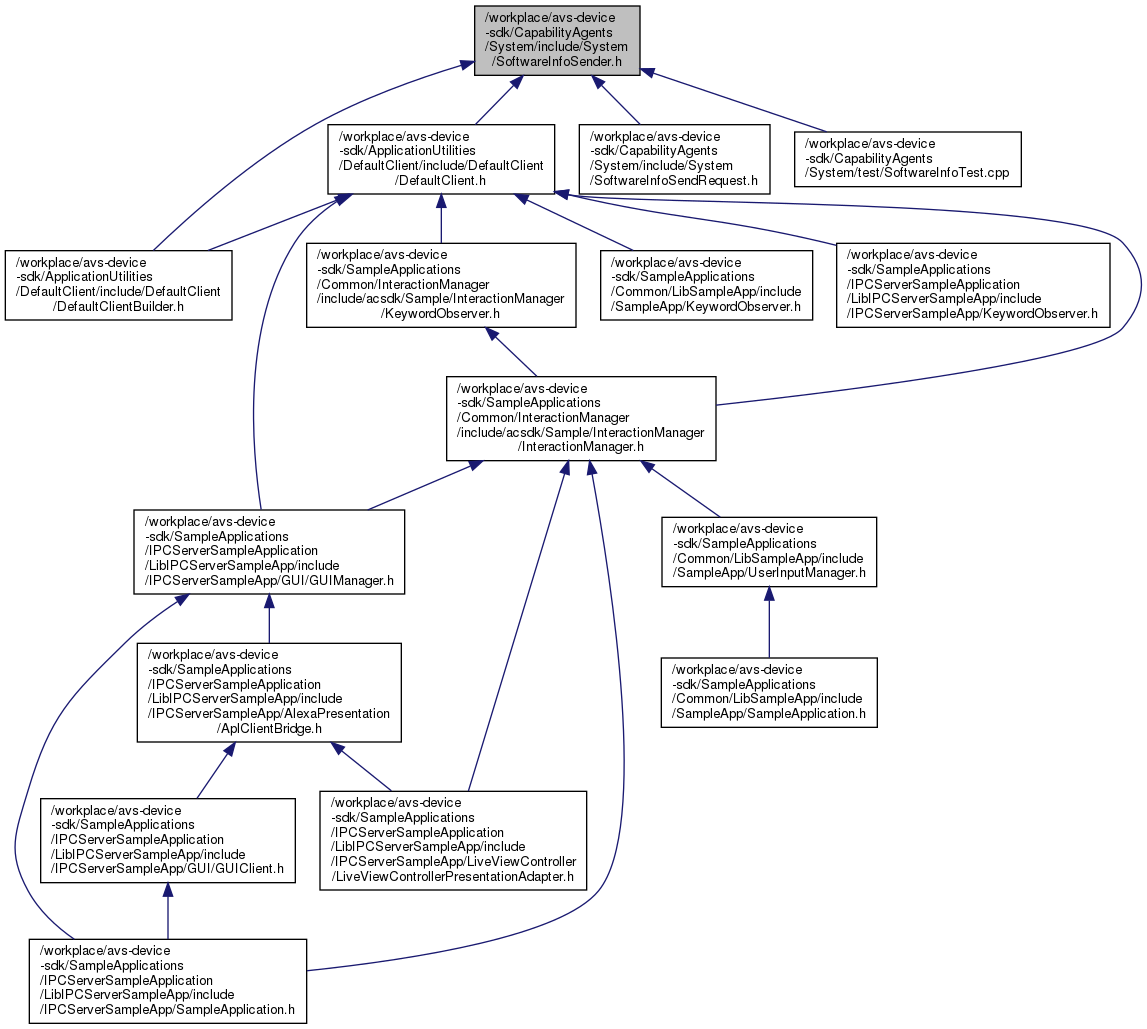 /workplace/avs-device
-sdk/CapabilityAgents
/System/include/System
/SoftwareInfoSender.h
/workplace/avs-device
-sdk/ApplicationUtilities
/DefaultClient/include/DefaultClient
/DefaultClient.h
/workplace/avs-device
-sdk/CapabilityAgents
/System/include/System
/SoftwareInfoSendRequest.h
/workplace/avs-device
-sdk/CapabilityAgents
/System/test/SoftwareInfoTest.cpp
/workplace/avs-device
-sdk/ApplicationUtilities
/DefaultClient/include/DefaultClient
/DefaultClientBuilder.h
/workplace/avs-device
-sdk/SampleApplications
/Common/InteractionManager
/include/acsdk/Sample/InteractionManager
/KeywordObserver.h
/workplace/avs-device
-sdk/SampleApplications
/Common/LibSampleApp/include
/SampleApp/KeywordObserver.h
/workplace/avs-device
-sdk/SampleApplications
/IPCServerSampleApplication
/LibIPCServerSampleApp/include
/IPCServerSampleApp/KeywordObserver.h
/workplace/avs-device
-sdk/SampleApplications
/Common/InteractionManager
/include/acsdk/Sample/InteractionManager
/InteractionManager.h
/workplace/avs-device
-sdk/SampleApplications
/IPCServerSampleApplication
/LibIPCServerSampleApp/include
/IPCServerSampleApp/GUI/GUIManager.h
/workplace/avs-device
-sdk/SampleApplications
/Common/LibSampleApp/include
/SampleApp/UserInputManager.h
/workplace/avs-device
-sdk/SampleApplications
/IPCServerSampleApplication
/LibIPCServerSampleApp/include
/IPCServerSampleApp/AlexaPresentation
/AplClientBridge.h
/workplace/avs-device
-sdk/SampleApplications
/Common/LibSampleApp/include
/SampleApp/SampleApplication.h
/workplace/avs-device
-sdk/SampleApplications
/IPCServerSampleApplication
/LibIPCServerSampleApp/include
/IPCServerSampleApp/GUI/GUIClient.h
/workplace/avs-device
-sdk/SampleApplications
/IPCServerSampleApplication
/LibIPCServerSampleApp/include
/IPCServerSampleApp/LiveViewController
/LiveViewControllerPresentationAdapter.h
/workplace/avs-device
-sdk/SampleApplications
/IPCServerSampleApplication
/LibIPCServerSampleApp/include
/IPCServerSampleApp/SampleApplication.h